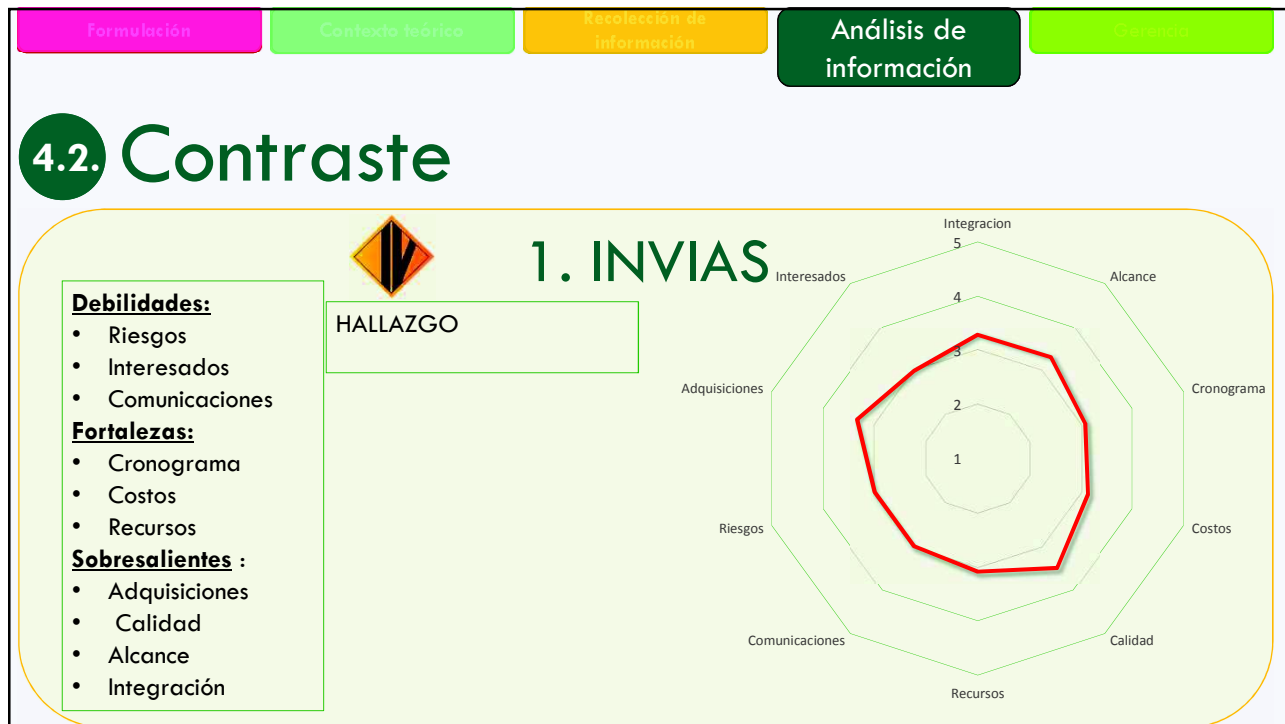 Formulación
Contexto teórico
Recolección de
información
Análisis de
información
Gerencia
4.2. Contraste
1. INVIAS
Debilidades:
• Riesgos
• Interesados
• Comunicaciones
Fortalezas:
• Cronograma
• Costos
• Recursos
Sobresalientes :
• Adquisiciones
• Calidad
• Alcance
• Integración
HALLAZGO
Integracion
Alcance
Cronograma
Costos
Calidad
Recursos
Comunicaciones
Riesgos
Adquisiciones
Interesados
5
4
3
2
1